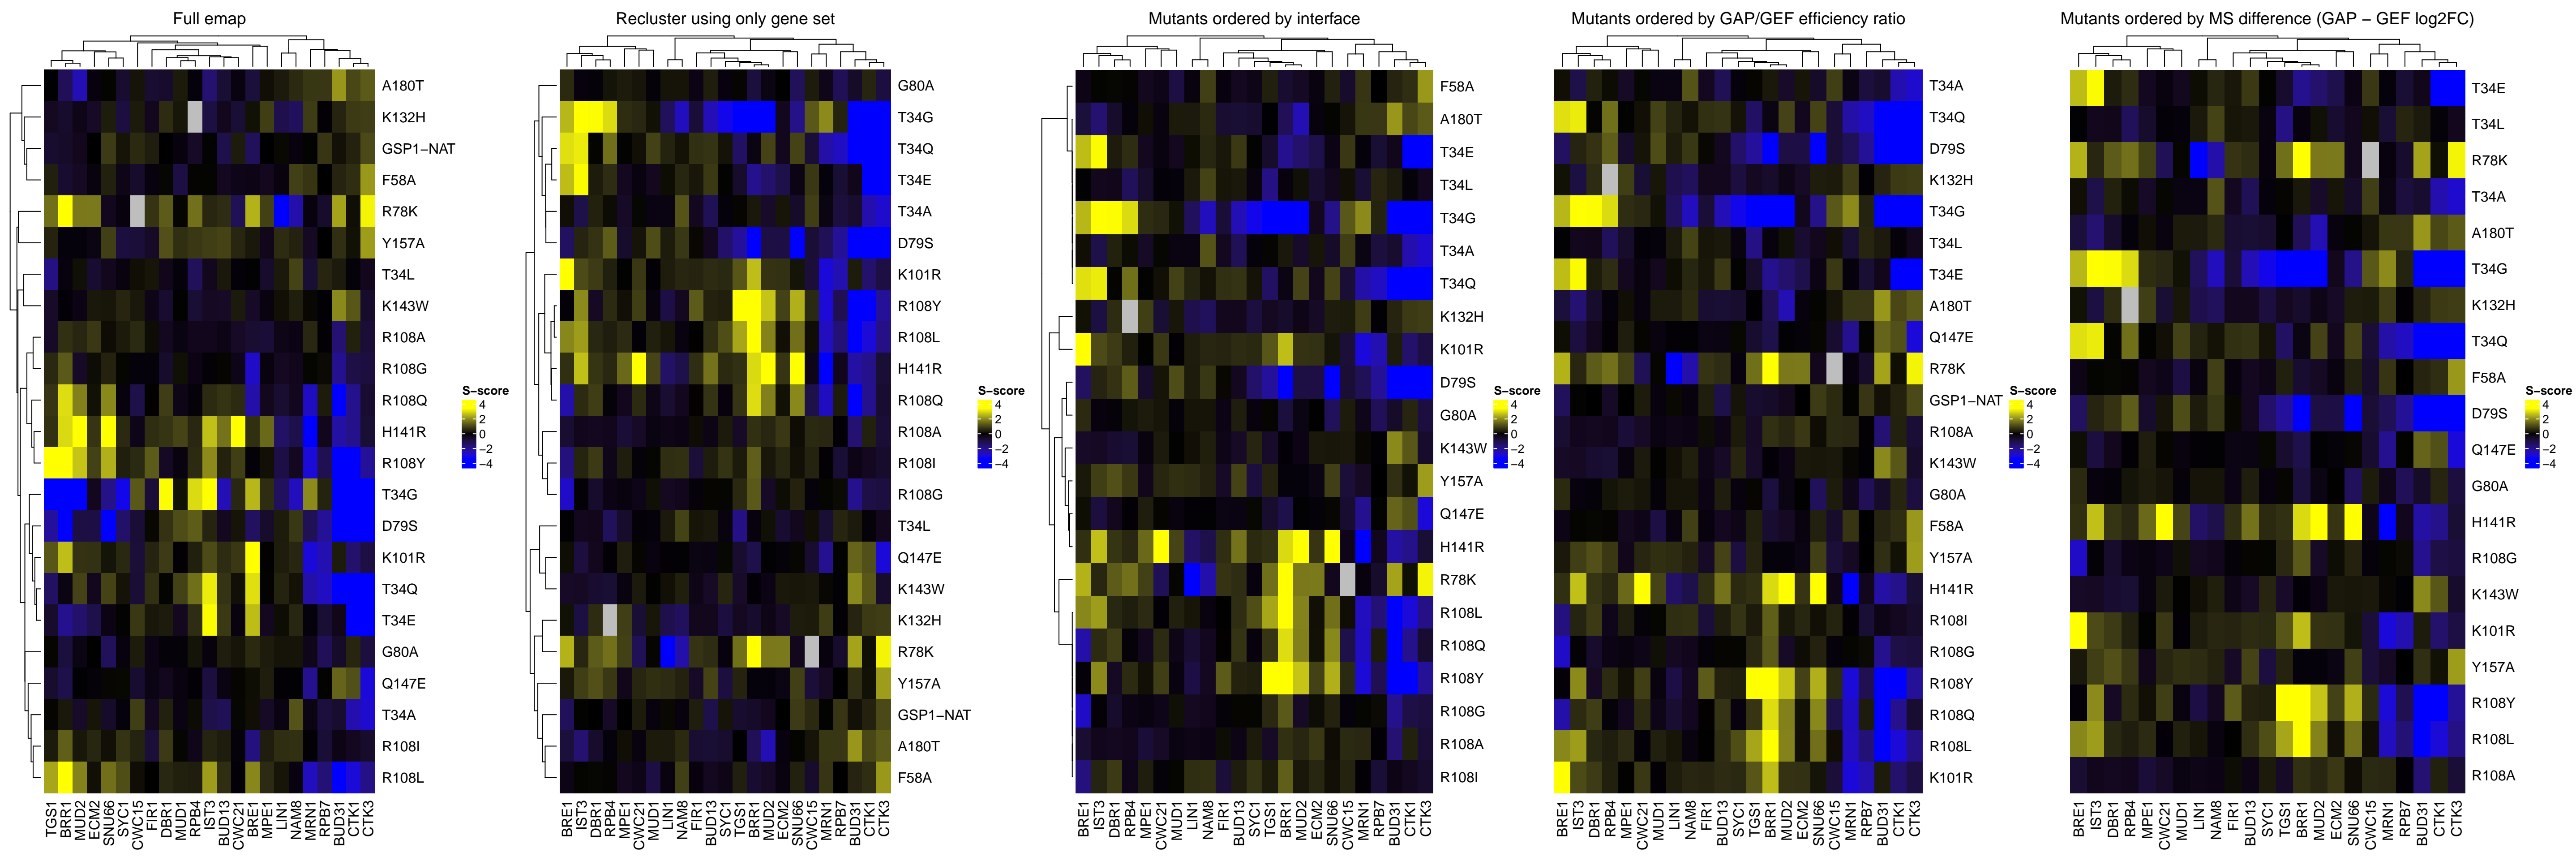 Full emap
A180T
K132H
GSP1−NAT
F58A
R78K
Y157A
T34L
K143W
R108A
R108G
R108Q
H141R
R108Y
T34G
D79S
K101R
T34Q
T34E
G80A
Q147E
T34A
R108I
R108L
TGS1
BRR1
MUD2
ECM2
SNU66
SYC1
CWC15
FIR1
DBR1
MUD1
RPB4
IST3
BUD13
CWC21
BRE1
MPE1
LIN1
NAM8
MRN1
RPB7
BUD31
CTK1
CTK3
S−score
4
2
0
−2
−4
Recluster using only gene set
G80A
T34G
T34Q
T34E
T34A
D79S
K101R
R108Y
R108L
H141R
R108Q
R108A
R108I
R108G
T34L
Q147E
K143W
K132H
R78K
Y157A
GSP1−NAT
A180T
F58A
BRE1
IST3
DBR1
RPB4
MPE1
CWC21
MUD1
LIN1
NAM8
FIR1
BUD13
SYC1
TGS1
BRR1
MUD2
ECM2
SNU66
CWC15
MRN1
RPB7
BUD31
CTK1
CTK3
S−score
4
2
0
−2
−4
Mutants ordered by interface
F58A
A180T
T34E
T34L
T34G
T34A
T34Q
K132H
K101R
D79S
G80A
K143W
Y157A
Q147E
H141R
R78K
R108L
R108Q
R108Y
R108G
R108A
R108I
BRE1
IST3
DBR1
RPB4
MPE1
CWC21
MUD1
LIN1
NAM8
FIR1
BUD13
SYC1
TGS1
BRR1
MUD2
ECM2
SNU66
CWC15
MRN1
RPB7
BUD31
CTK1
CTK3
S−score
4
2
0
−2
−4
Mutants ordered by GAP/GEF efficiency ratio
T34A
T34Q
D79S
K132H
T34G
T34L
T34E
A180T
Q147E
R78K
GSP1−NAT
R108A
K143W
G80A
F58A
Y157A
H141R
R108I
R108G
R108Y
R108Q
R108L
K101R
BRE1
IST3
DBR1
RPB4
MPE1
CWC21
MUD1
LIN1
NAM8
FIR1
BUD13
SYC1
TGS1
BRR1
MUD2
ECM2
SNU66
CWC15
MRN1
RPB7
BUD31
CTK1
CTK3
S−score
4
2
0
−2
−4
Mutants ordered by MS difference (GAP − GEF log2FC)
T34E
T34L
R78K
T34A
A180T
T34G
K132H
T34Q
F58A
D79S
Q147E
G80A
H141R
R108G
K143W
K101R
Y157A
R108Y
R108L
R108A
BRE1
IST3
DBR1
RPB4
MPE1
CWC21
MUD1
LIN1
NAM8
FIR1
BUD13
SYC1
TGS1
BRR1
MUD2
ECM2
SNU66
CWC15
MRN1
RPB7
BUD31
CTK1
CTK3
S−score
4
2
0
−2
−4